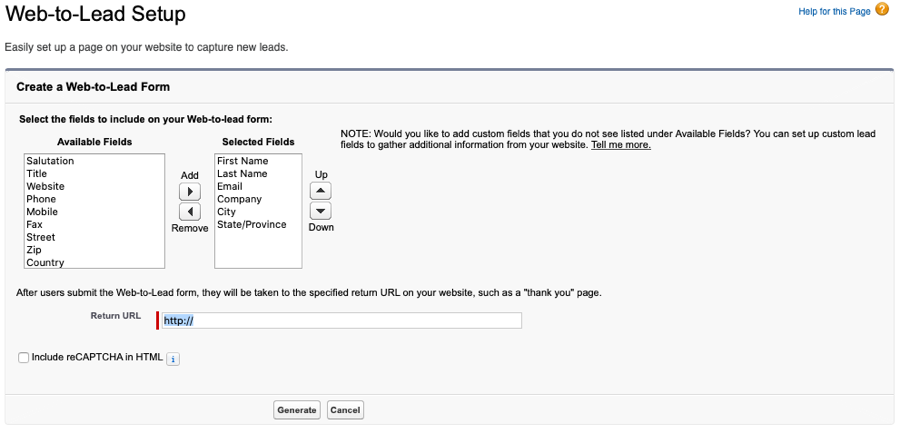 Web-to-Lead Setup
Help for this Page ?
Easily set up a page on your website to capture new leads.
Create a Web-to-Lead Form
Select the fields to include on your Web-to-lead form:
NOTE: Would you like to add custom fields that you do not see listed under Available Fields? You can set up custom lead
fields to gather additional information from your website. Tell me more.
Available Fields
Salutation
Title
Website
Phone
Mobile
Fax
Street
Zip
Country
Add
Remove
Selected Fields
First Name
Last Name
Email
Company
City
State/Province
Up
Down
After users submit the Web-to-Lead form, they will be taken to the specified return URL on your website, such as a "thank you" page.
Return URL http://
Include reCAPTCHA in HTML i
Generate Cancel